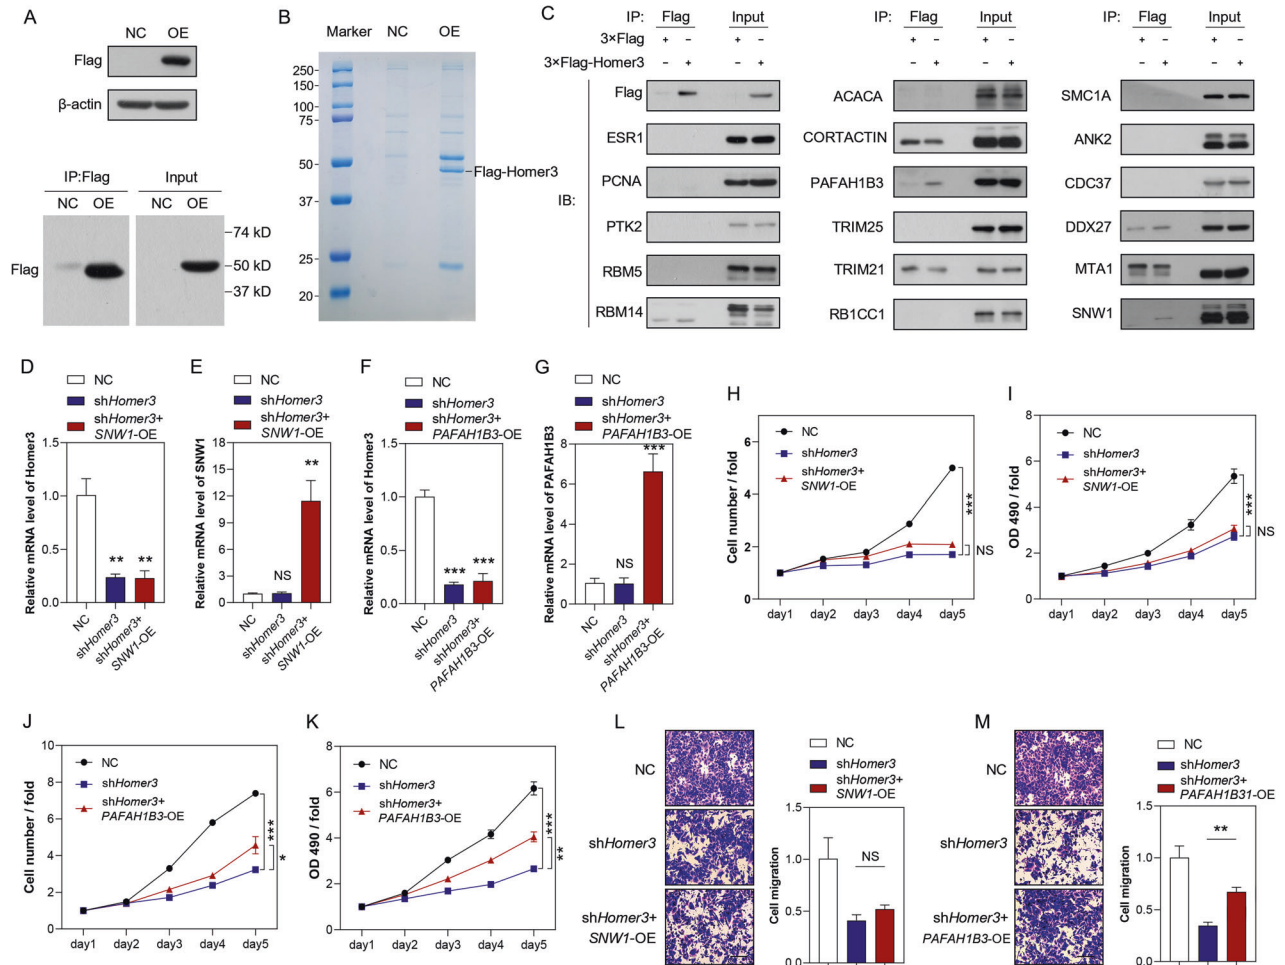 A
NC OE
Flag
β-actin
IP:Flag Input
NC OE NC OE
Flag
74 kD
50 kD
37 kD
B
Marker NC OE
250
150
100
75
50
37
25
20
Flag-Homer3
C
IP: Flag Input
3×Flag + − + −
3×Flag-Homer3 − + − +
IB:
Flag
ESR1
PCNA
PTK2
RBM5
RBM14
IP: Flag Input
+ − + −
− + − +
ACACA
CORTACTIN
PAFAH1B3
TRIM25
TRIM21
RB1CC1
IP: Flag Input
+ − + −
− + − +
SMC1A
ANK2
CDC37
DDX27
MTA1
SNW1
D
NC
shHomer3
shHomer3+
SNW1-OE
Relative mRNA level of Homer3
1.5
1.0
0.5
0.0
** **
NC
shHomer3
shHomer3+
SNW1-OE
E
NC
shHomer3
shHomer3+
SNW1-OE
Relative mRNA level of SNW1
18
15
12
9
6
3
0
NS
**
NC
shHomer3
shHomer3+
SNW1-OE
F
NC
shHomer3
shHomer3+
PAFAH1B3-OE
Relative mRNA level of Homer3
1.5
1.0
0.5
0.0
*** ***
NC
shHomer3
shHomer3+
PAFAH1B3-OE
G
NC
shHomer3
shHomer3+
PAFAH1B3-OE
Relative mRNA level of PAFAH1B3
8
6
4
2
0
NS
***
NC
shHomer3
shHomer3+
PAFAH1B3-OE
H
Cell number / fold
6
4
2
0
NC
shHomer3
shHomer3+
SNW1-OE
***
NS
day1 day2 day3 day4 day5
I
OD 490 / fold
8
6
4
2
0
NC
shHomer3
shHomer3+
SNW1-OE
***
NS
day1 day2 day3 day4 day5
J
Cell number / fold
10
8
6
4
2
0
NC
shHomer3
shHomer3+
PAFAH1B3-OE
***
*
day1 day2 day3 day4 day5
K
OD 490 / fold
8
6
4
2
0
NC
shHomer3
shHomer3+
PAFAH1B3-OE
***
**
day1 day2 day3 day4 day5
L
NC
shHomer3
shHomer3+
SNW1-OE
NC
shHomer3
shHomer3+
SNW1-OE
Cell migration
1.5
1.0
0.5
0.0
NS
M
NC
shHomer3
shHomer3+
PAFAH1B3-OE
NC
shHomer3
shHomer3+
PAFAH1B31-OE
Cell migration
1.5
1.0
0.5
0.0
**